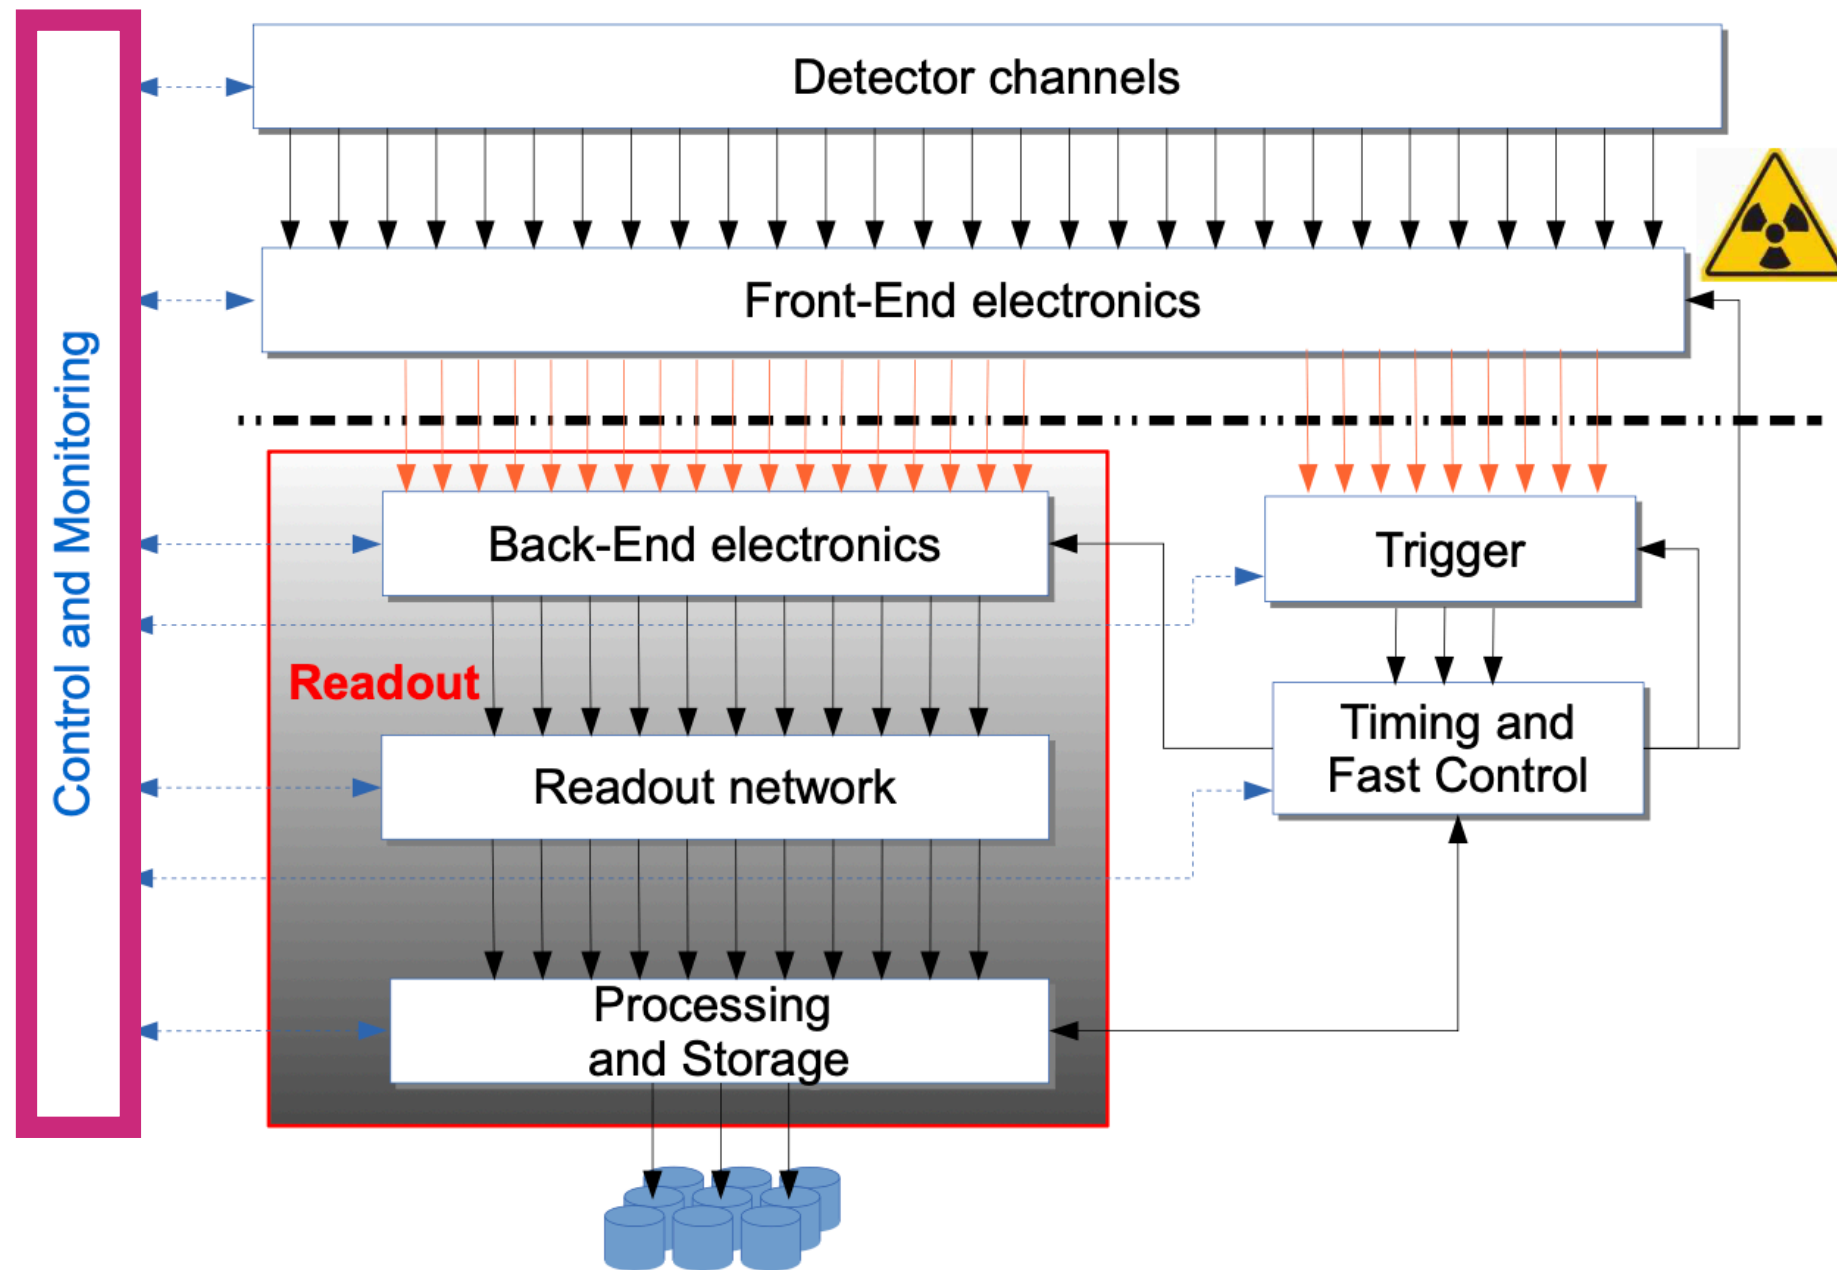 Control and Monitoring
Detector channels
Front-End electronics
Back-End electronics
Trigger
Readout
Timing and
Fast Control
Readout network
Processing
and Storage